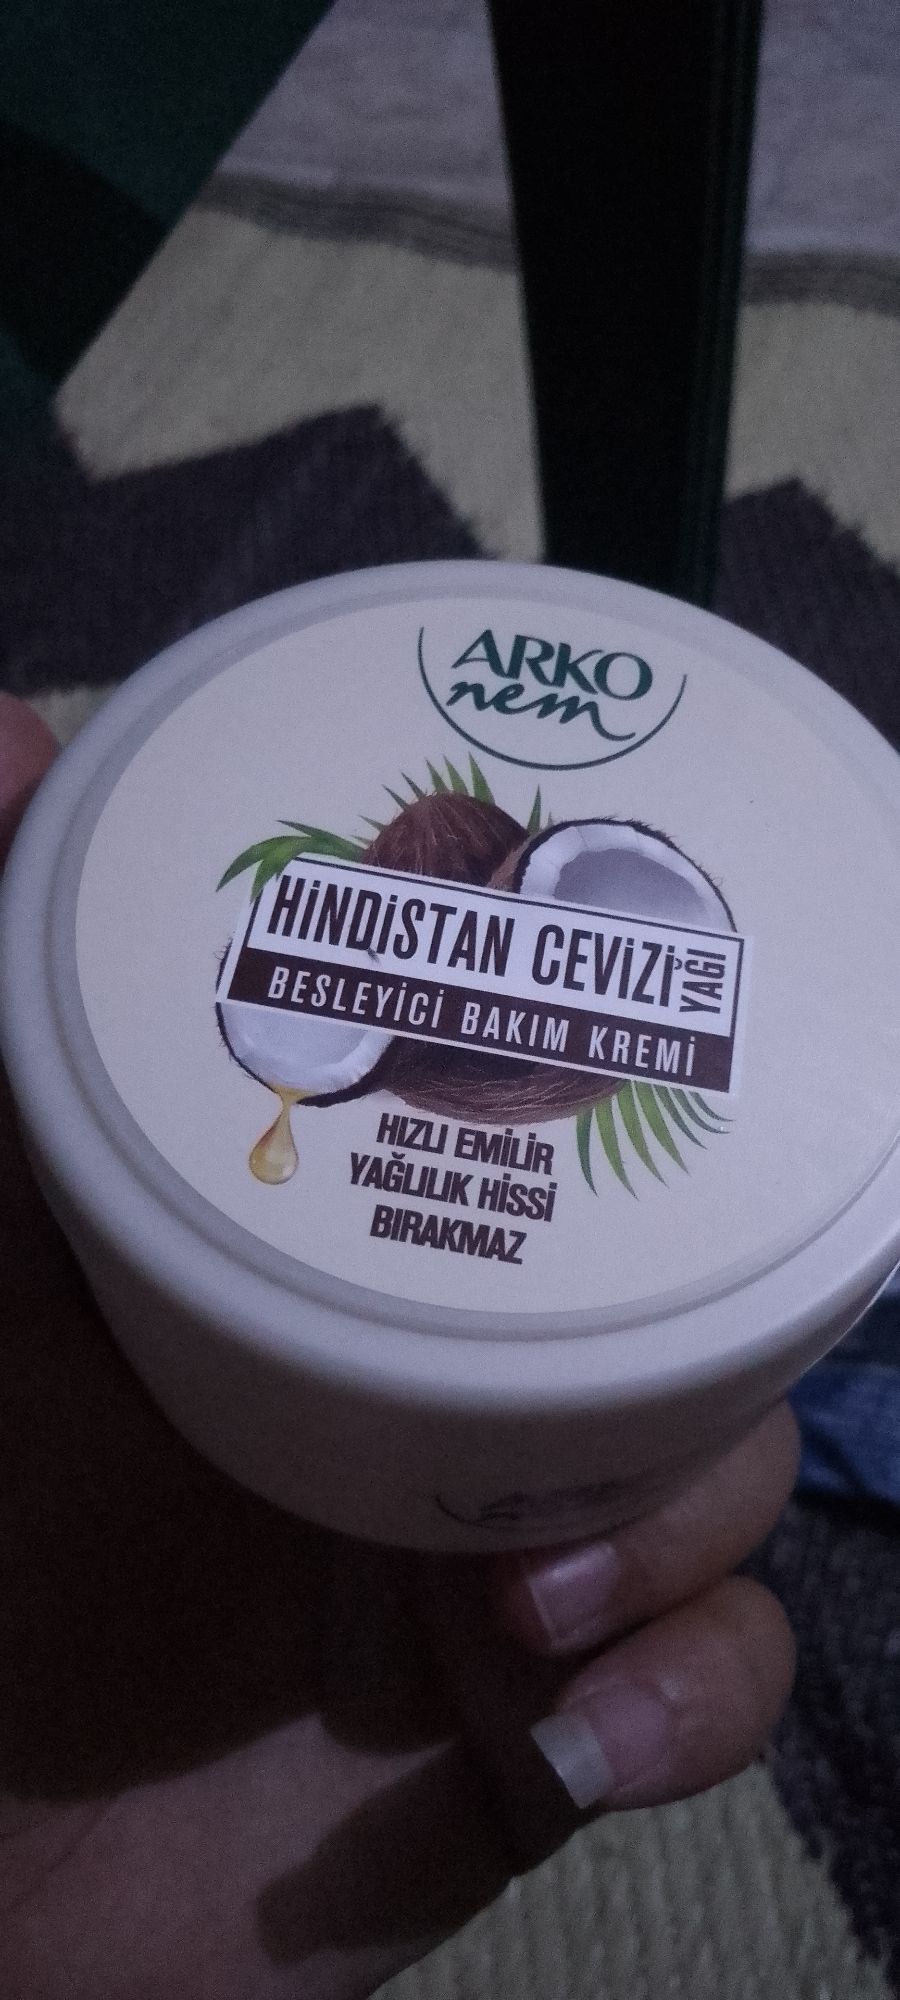 ARKO
nem
HİNDİSTAN CEVİZİ YAĞI
BESLEYİCİ BAKIM KREMİ
HIZLI EMİLİR
YAĞLILIK HİSSİ
BIRAKMAZ